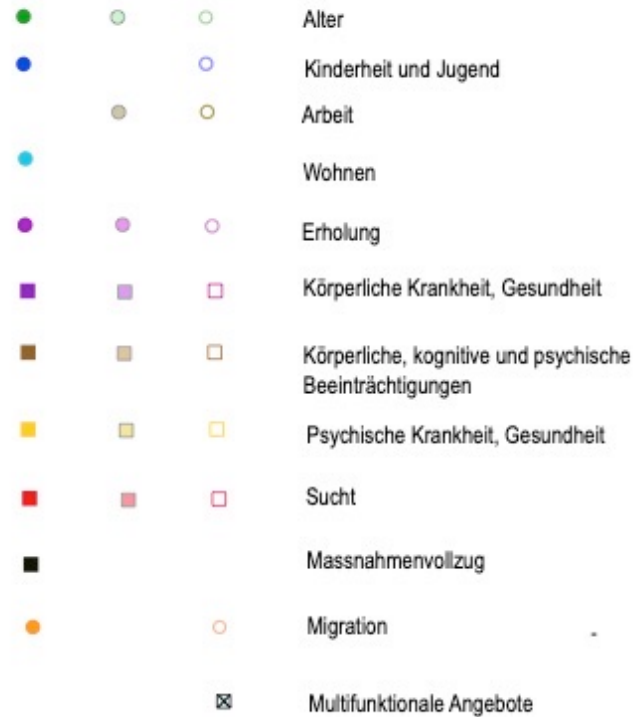 Alter
Kinderheit und Jugend
Arbeit
Wohnen
Erholung
Körperliche Krankheit, Gesundheit
Körperliche, kognitive und psychische
Beeinträchtigungen
Psychische Krankheit, Gesundheit
Sucht
Massnahmenvollzug
Migration
Multifunktionale Angebote